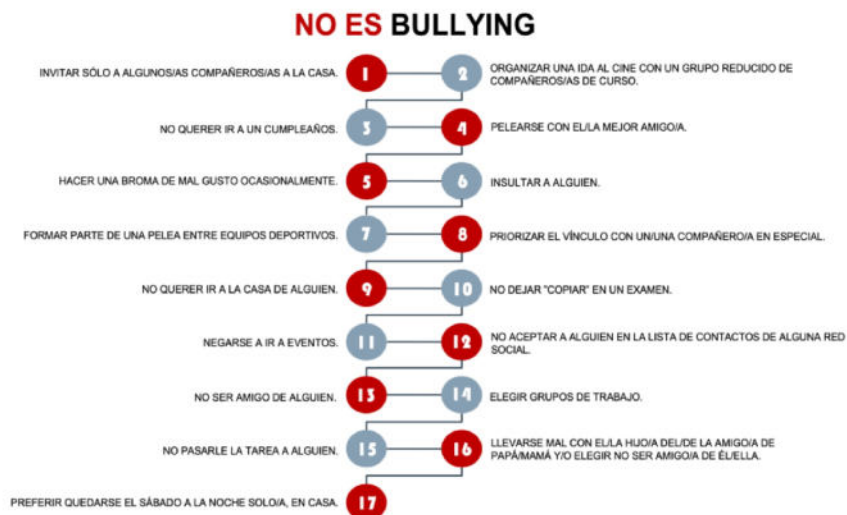 NO ES BULLYING
INVITAR SÓLO A ALGUNOS/AS COMPAÑEROS/AS A LA CASA.
1
2
ORGANIZAR UNA IDA AL CINE CON UN GRUPO REDUCIDO DE
COMPAÑEROS/AS DE CURSO.
NO QUERER IR A UN CUMPLEAÑOS.
3
4
PELEARSE CON EL/LA MEJOR AMIGO/A.
HACER UNA BROMA DE MAL GUSTO OCASIONALMENTE.
5
6
INSULTAR A ALGUIEN.
FORMAR PARTE DE UNA PELEA ENTRE EQUIPOS DEPORTIVOS.
7
8
PRIORIZAR EL VÍNCULO CON UN/UNA COMPAÑERO/A EN ESPECIAL.
NO QUERER IR A LA CASA DE ALGUIEN.
9
10
NO DEJAR "COPIAR" EN UN EXAMEN.
NEGARSE A IR A EVENTOS.
11
12
NO ACEPTAR A ALGUIEN EN LA LISTA DE CONTACTOS DE ALGUNA RED
SOCIAL.
NO SER AMIGO DE ALGUIEN.
13
14
ELEGIR GRUPOS DE TRABAJO.
NO PASARLE LA TAREA A ALGUIEN.
15
16
LLEVARSE MAL CON EL/LA HIJO/A DEL/DE LA AMIGO/A DE
PAPÁ/MAMÁ Y/O ELEGIR NO SER AMIGO/A DE ÉL/ELLA.
PREFERIR QUEDARSE EL SÁBADO A LA NOCHE SOLO/A, EN CASA.
17